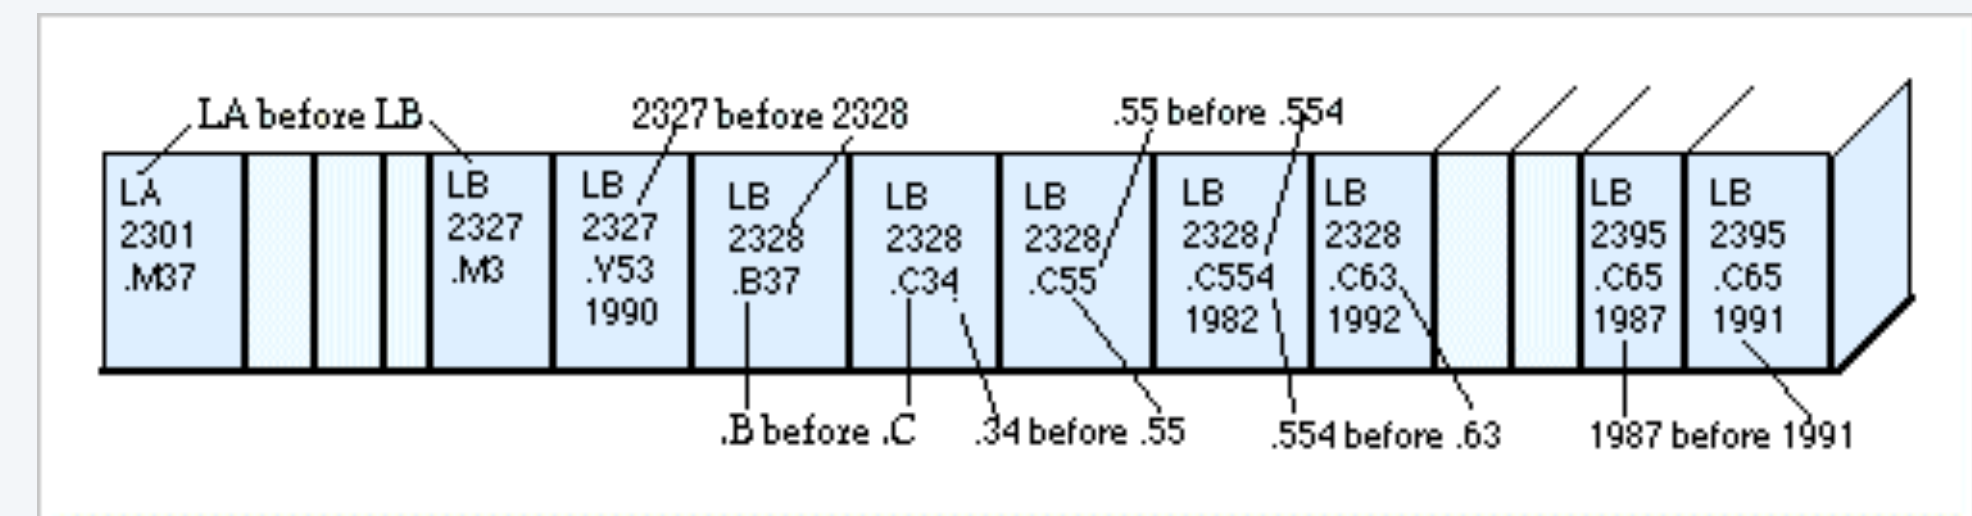 LA before LB
2327 before 2328
.55 before .554
LA
2301
.M37
LB
2327
.M3
LB
2327
.Y53
1990
LB
2328
.B37
LB
2328
.C34
LB
2328
.C55
LB
2328
.C554
1982
LB
2328
.C63
1992
LB
2395
.C65
1987
LB
2395
.C65
1991
.B before .C
.34 before .55
.554 before .63
1987 before 1991